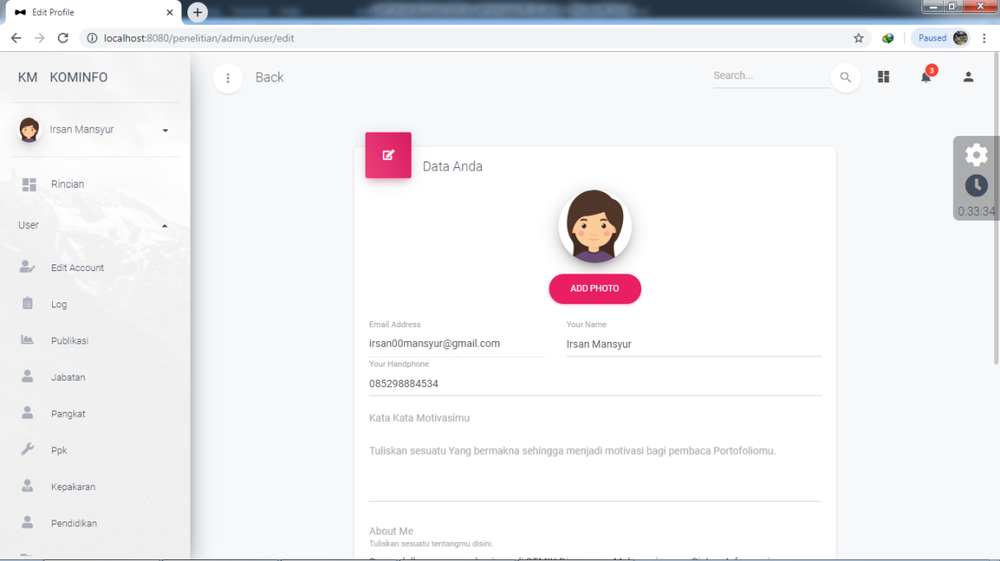 Edit Profile
localhost:8080/penelitian/admin/user/edit
Paused
KM KOMINFO
Back
Search...
3
Irsan Mansyur
Rincian
User
Edit Account
Log
Publikasi
Jabatan
Pangkat
Ppk
Kepakaran
Pendidikan
Data Anda
ADD PHOTO
Email Address
Your Name
irsan00mansyur@gmail.com
Irsan Mansyur
Your Handphone
085298884534
Kata Kata Motivasimu
Tuliskan sesuatu Yang bermakna sehingga menjadi motivasi bagi pembaca Portofoliomu.
About Me
Tuliskan sesuatu tentangmu disini.
0:33:34